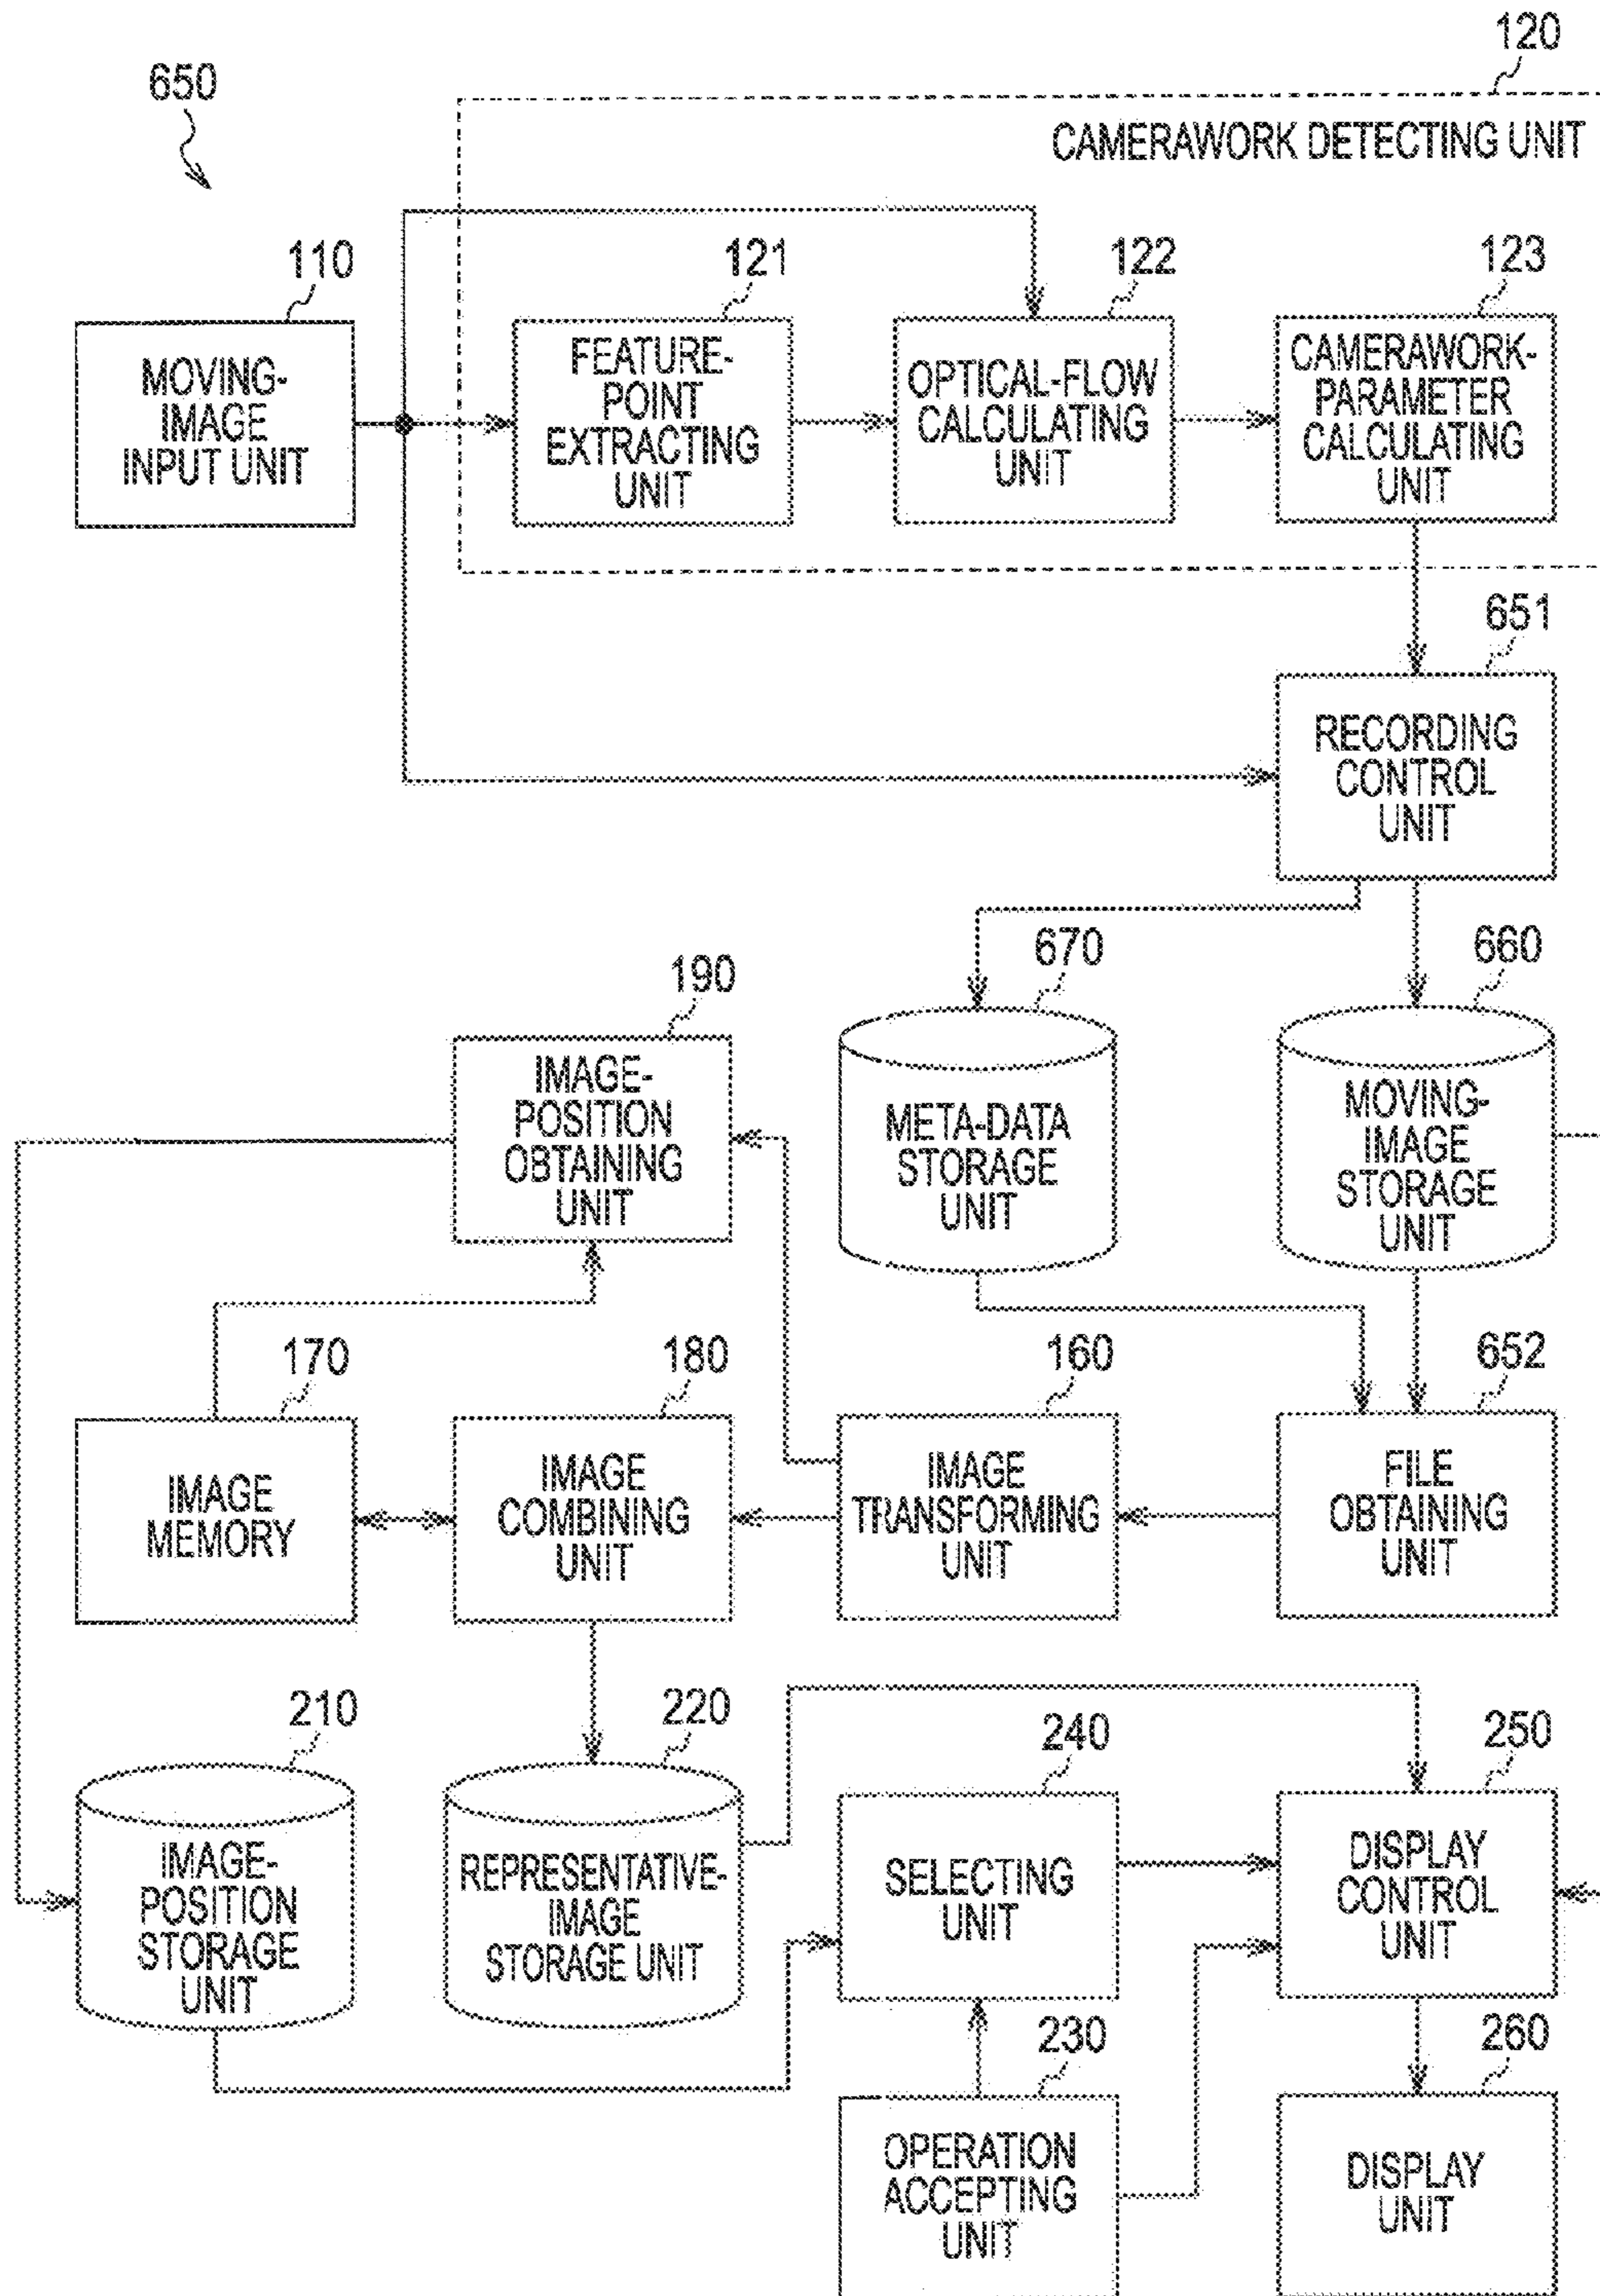 120
650
CAMERAWORK DETECTING UNIT
110
121
122
123
MOVING-
IMAGE
INPUT UNIT
FEATURE-
POINT
EXTRACTING
UNIT
OPTICAL-FLOW
CALCULATING
UNIT
CAMERAWORK-
PARAMETER
CALCULATING
UNIT
651
RECORDING
CONTROL
UNIT
190
670
660
IMAGE-
POSITION
OBTAINING
UNIT
META-DATA
STORAGE
UNIT
MOVING-
IMAGE
STORAGE
UNIT
170
180
160
652
IMAGE
MEMORY
IMAGE
COMBINING
UNIT
IMAGE
TRANSFORMING
UNIT
FILE
OBTAINING
UNIT
210
220
240
250
IMAGE-
POSITION
STORAGE
UNIT
REPRESENTATIVE-
IMAGE
STORAGE UNIT
SELECTING
UNIT
DISPLAY
CONTROL
UNIT
230
260
OPERATION
ACCEPTING
UNIT
DISPLAY
UNIT